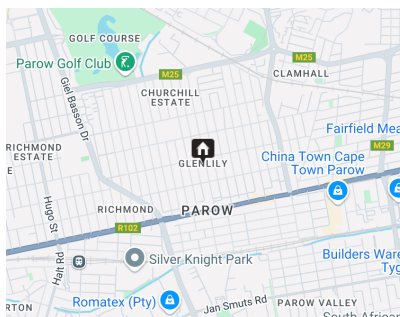 GOLF COURSE
Parow Golf Club
M25
M25
CLAMHALL
Giel Basson Dr
CHURCHILL
ESTATE
Fairfield Mea
RICHMOND
ESTATE
M29
GLENLILY
China Town Cape
Town Parow
E
Hugo St
RICHMOND
PAROW
R102
Halt Rd
Silver Knight Park
Builders Ware
Tyg
Romatex (Pty)
Jan Smuts Rd
PAROW VALLEY
RTON
South African